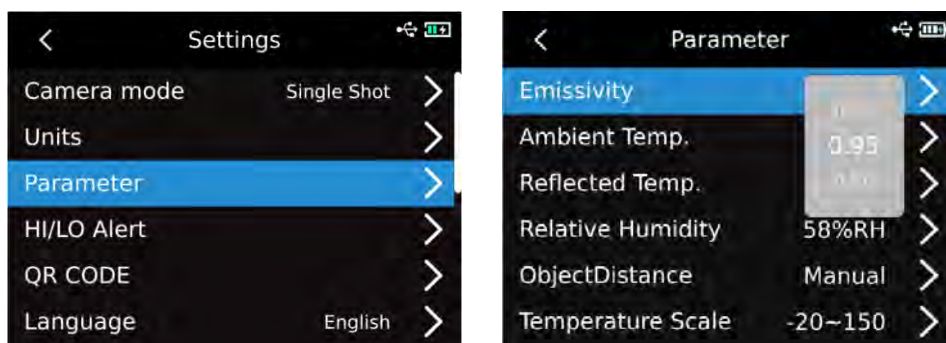 Settings
Camera mode Single Shot
Units
Parameter
HI/LO Alert
QR CODE
Language English
Parameter
Emissivity
0.95
Ambient Temp.
Reflected Temp.
Relative Humidity 58%RH
ObjectDistance Manual
Temperature Scale -20~150